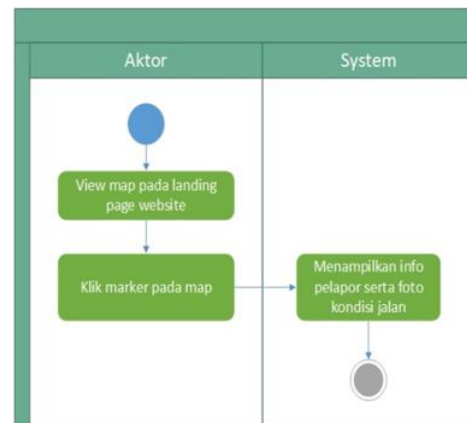 Aktor
System
View map pada landing
page website
Klik marker pada map
Menampilkan info
pelapor serta foto
kondisi jalan